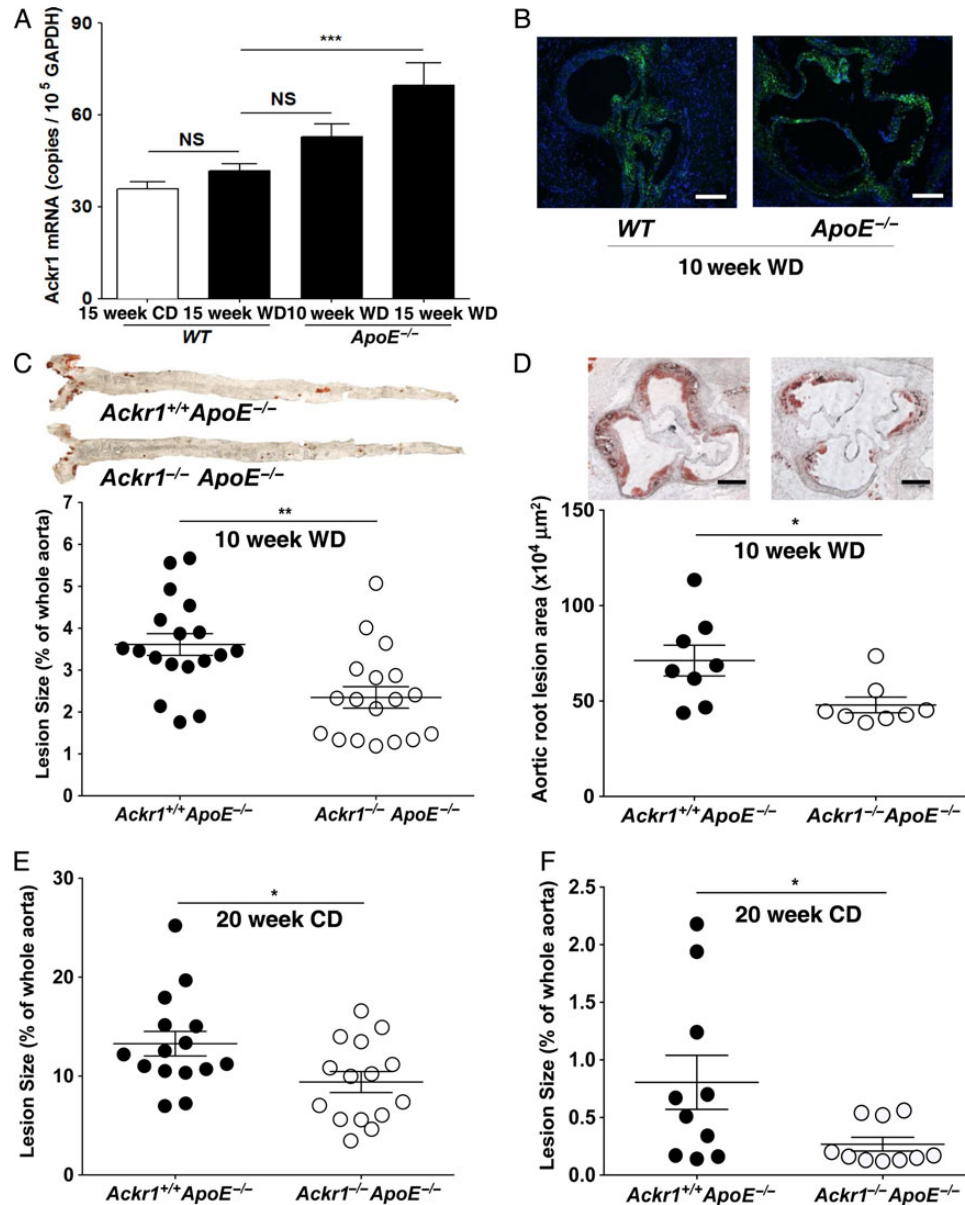 A
Ackr1 mRNA (copies / 10⁵ GAPDH)
90
60
30
0
***
NS
NS
15 week CD 15 week WD 10 week WD 15 week WD
WT ApoE⁻/⁻
B
WT ApoE⁻/⁻
10 week WD
C
Ackr1⁺/⁺ApoE⁻/⁻
Ackr1⁻/⁻ ApoE⁻/⁻
Lesion Size (% of whole aorta)
7
6
5
4
3
2
1
0
**
10 week WD
Ackr1⁺/⁺ApoE⁻/⁻ Ackr1⁻/⁻ ApoE⁻/⁻
D
Aortic root lesion area (x10⁴ µm²)
150
100
50
0
*
10 week WD
Ackr1⁺/⁺ApoE⁻/⁻ Ackr1⁻/⁻ApoE⁻/⁻
E
Lesion Size (% of whole aorta)
30
20
10
0
*
20 week CD
Ackr1⁺/⁺ApoE⁻/⁻ Ackr1⁻/⁻ApoE⁻/⁻
F
Lesion Size (% of whole aorta)
2.5
2.0
1.5
1.0
0.5
0.0
*
20 week CD
Ackr1⁺/⁺ApoE⁻/⁻ Ackr1⁻/⁻ApoE⁻/⁻